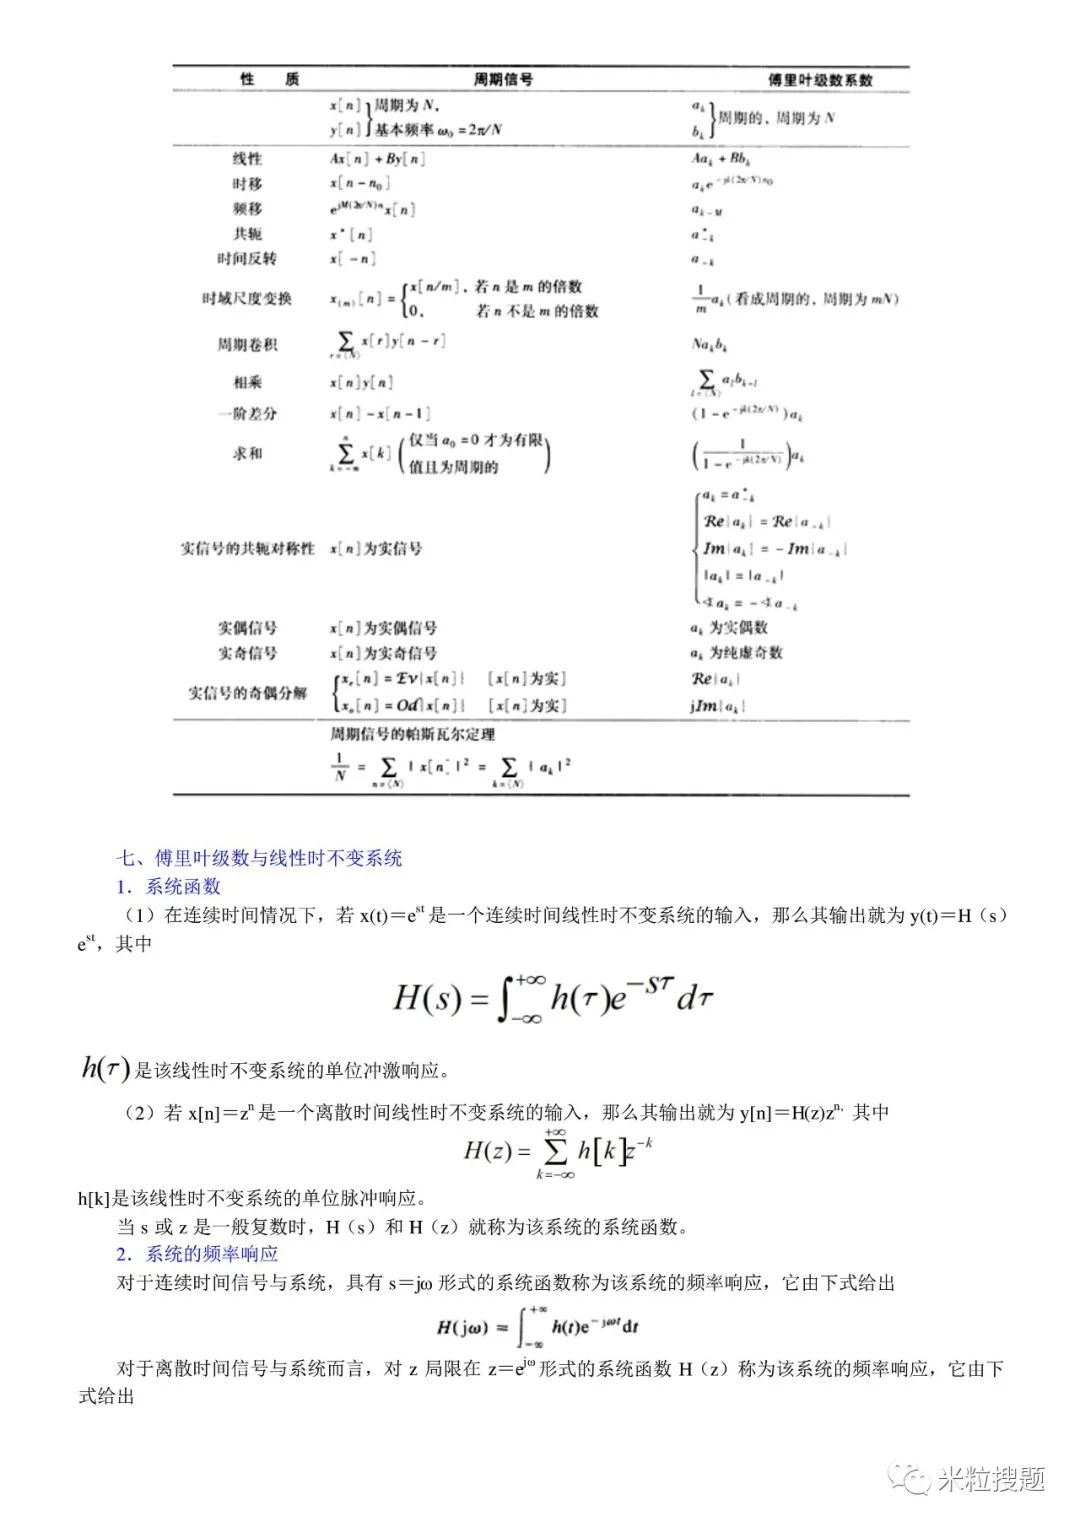 性 质 周期信号 傅里叶级数系数
x[n] y[n] }周期为 N, 基本频率 ω₀ = 2π/N a_k b_k }周期的, 周期为 N
线性 Ax[n] + By[n] Aa_k + Bb_k
时移 x[n - n₀] a_k e^{-jk(2π/N)n₀}
频移 e^{jM(2π/N)n} x[n] a_{k-M}
共轭 x*[n] a*_{-k}
时间反转 x[-n] a_{-k}
时域尺度变换 x_{(m)}[n] = { x[n/m], 若 n 是 m 的倍数 0, 若 n 不是 m 的倍数 1/m a_k (看成周期的, 周期为 mN)
周期卷积 ∑_{r=⟨N⟩} x[r]y[n-r] Na_k b_k
相乘 x[n]y[n] ∑_{l=⟨N⟩} a_l b_{k-l}
一阶差分 x[n] - x[n-1] (1 - e^{-jk(2π/N)})a_k
求和 ∑_{k=-∞}^{n} x[k] (仅当 a₀ = 0 才为有限值且为周期的) (1/(1 - e^{-jk(2π/N)}))a_k
实信号的共轭对称性 x[n]为实信号 { a_k = a*_{-k}
Re{a_k} = Re{a_{-k}}
Im{a_k} = -Im{a_{-k}}
|a_k| = |a_{-k}|
∢a_k = -∢a_{-k}
实偶信号 x[n]为实偶信号 a_k 为实偶数
实奇信号 x[n]为实奇信号 a_k 为纯虚奇数
实信号的奇偶分解 { x_e[n] = Ev{x[n]} [x[n]为实] Re{a_k}
x_o[n] = Od{x[n]} [x[n]为实] jIm{a_k}
周期信号的帕斯瓦尔定理
1/N = ∑_{n=⟨N⟩} |x[n]|² = ∑_{k=⟨N⟩} |a_k|²
七、傅里叶级数与线性时不变系统
1．系统函数
（1）在连续时间情况下，若 x(t)＝e^{st} 是一个连续时间线性时不变系统的输入，那么其输出就为 y(t)＝H（s）
e^{st}，其中
H(s) = ∫_{-∞}^{+∞} h(τ)e^{-sτ} dτ
h(τ)是该线性时不变系统的单位冲激响应。
（2）若 x[n]＝z^n 是一个离散时间线性时不变系统的输入，那么其输出就为 y[n]＝H(z)z^n，其中
H(z) = ∑_{k=-∞}^{+∞} h[k]z^{-k}
h[k]是该线性时不变系统的单位脉冲响应。
当 s 或 z 是一般复数时，H（s）和 H（z）就称为该系统的系统函数。
2．系统的频率响应
对于连续时间信号与系统，具有 s＝jω 形式的系统函数称为该系统的频率响应，它由下式给出
H(jω) = ∫_{-∞}^{+∞} h(t)e^{-jωt} dt
对于离散时间信号与系统而言，对 z 局限在 z＝e^{jω} 形式的系统函数 H（z）称为该系统的频率响应，它由下
式给出
米粒搜题